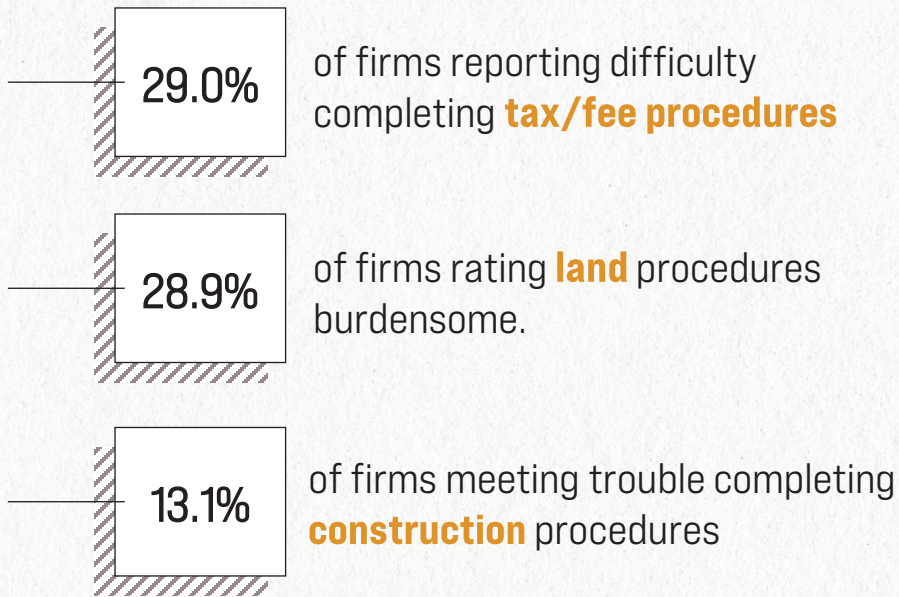 29.0%
of firms reporting difficulty
completing tax/fee procedures
28.9%
of firms rating land procedures
burdensome.
13.1%
of firms meeting trouble completing
construction procedures